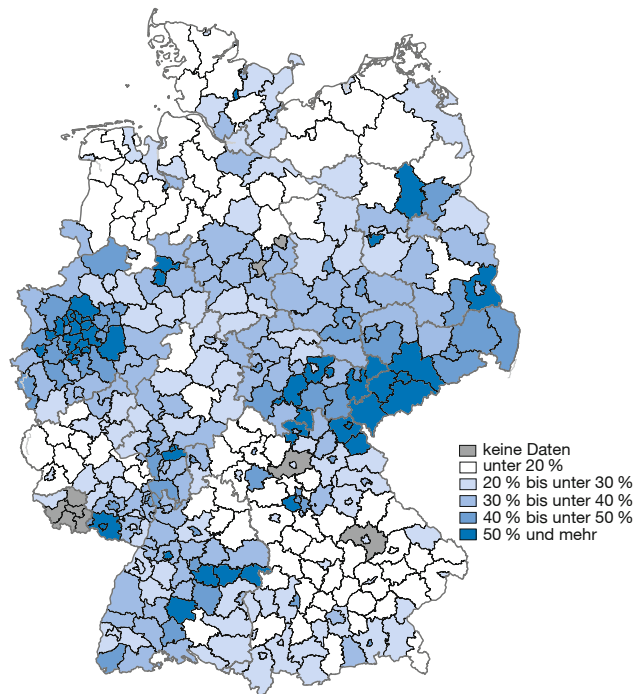 keine Daten
unter 20 %
20 % bis unter 30 %
30 % bis unter 40 %
40 % bis unter 50 %
50 % und mehr